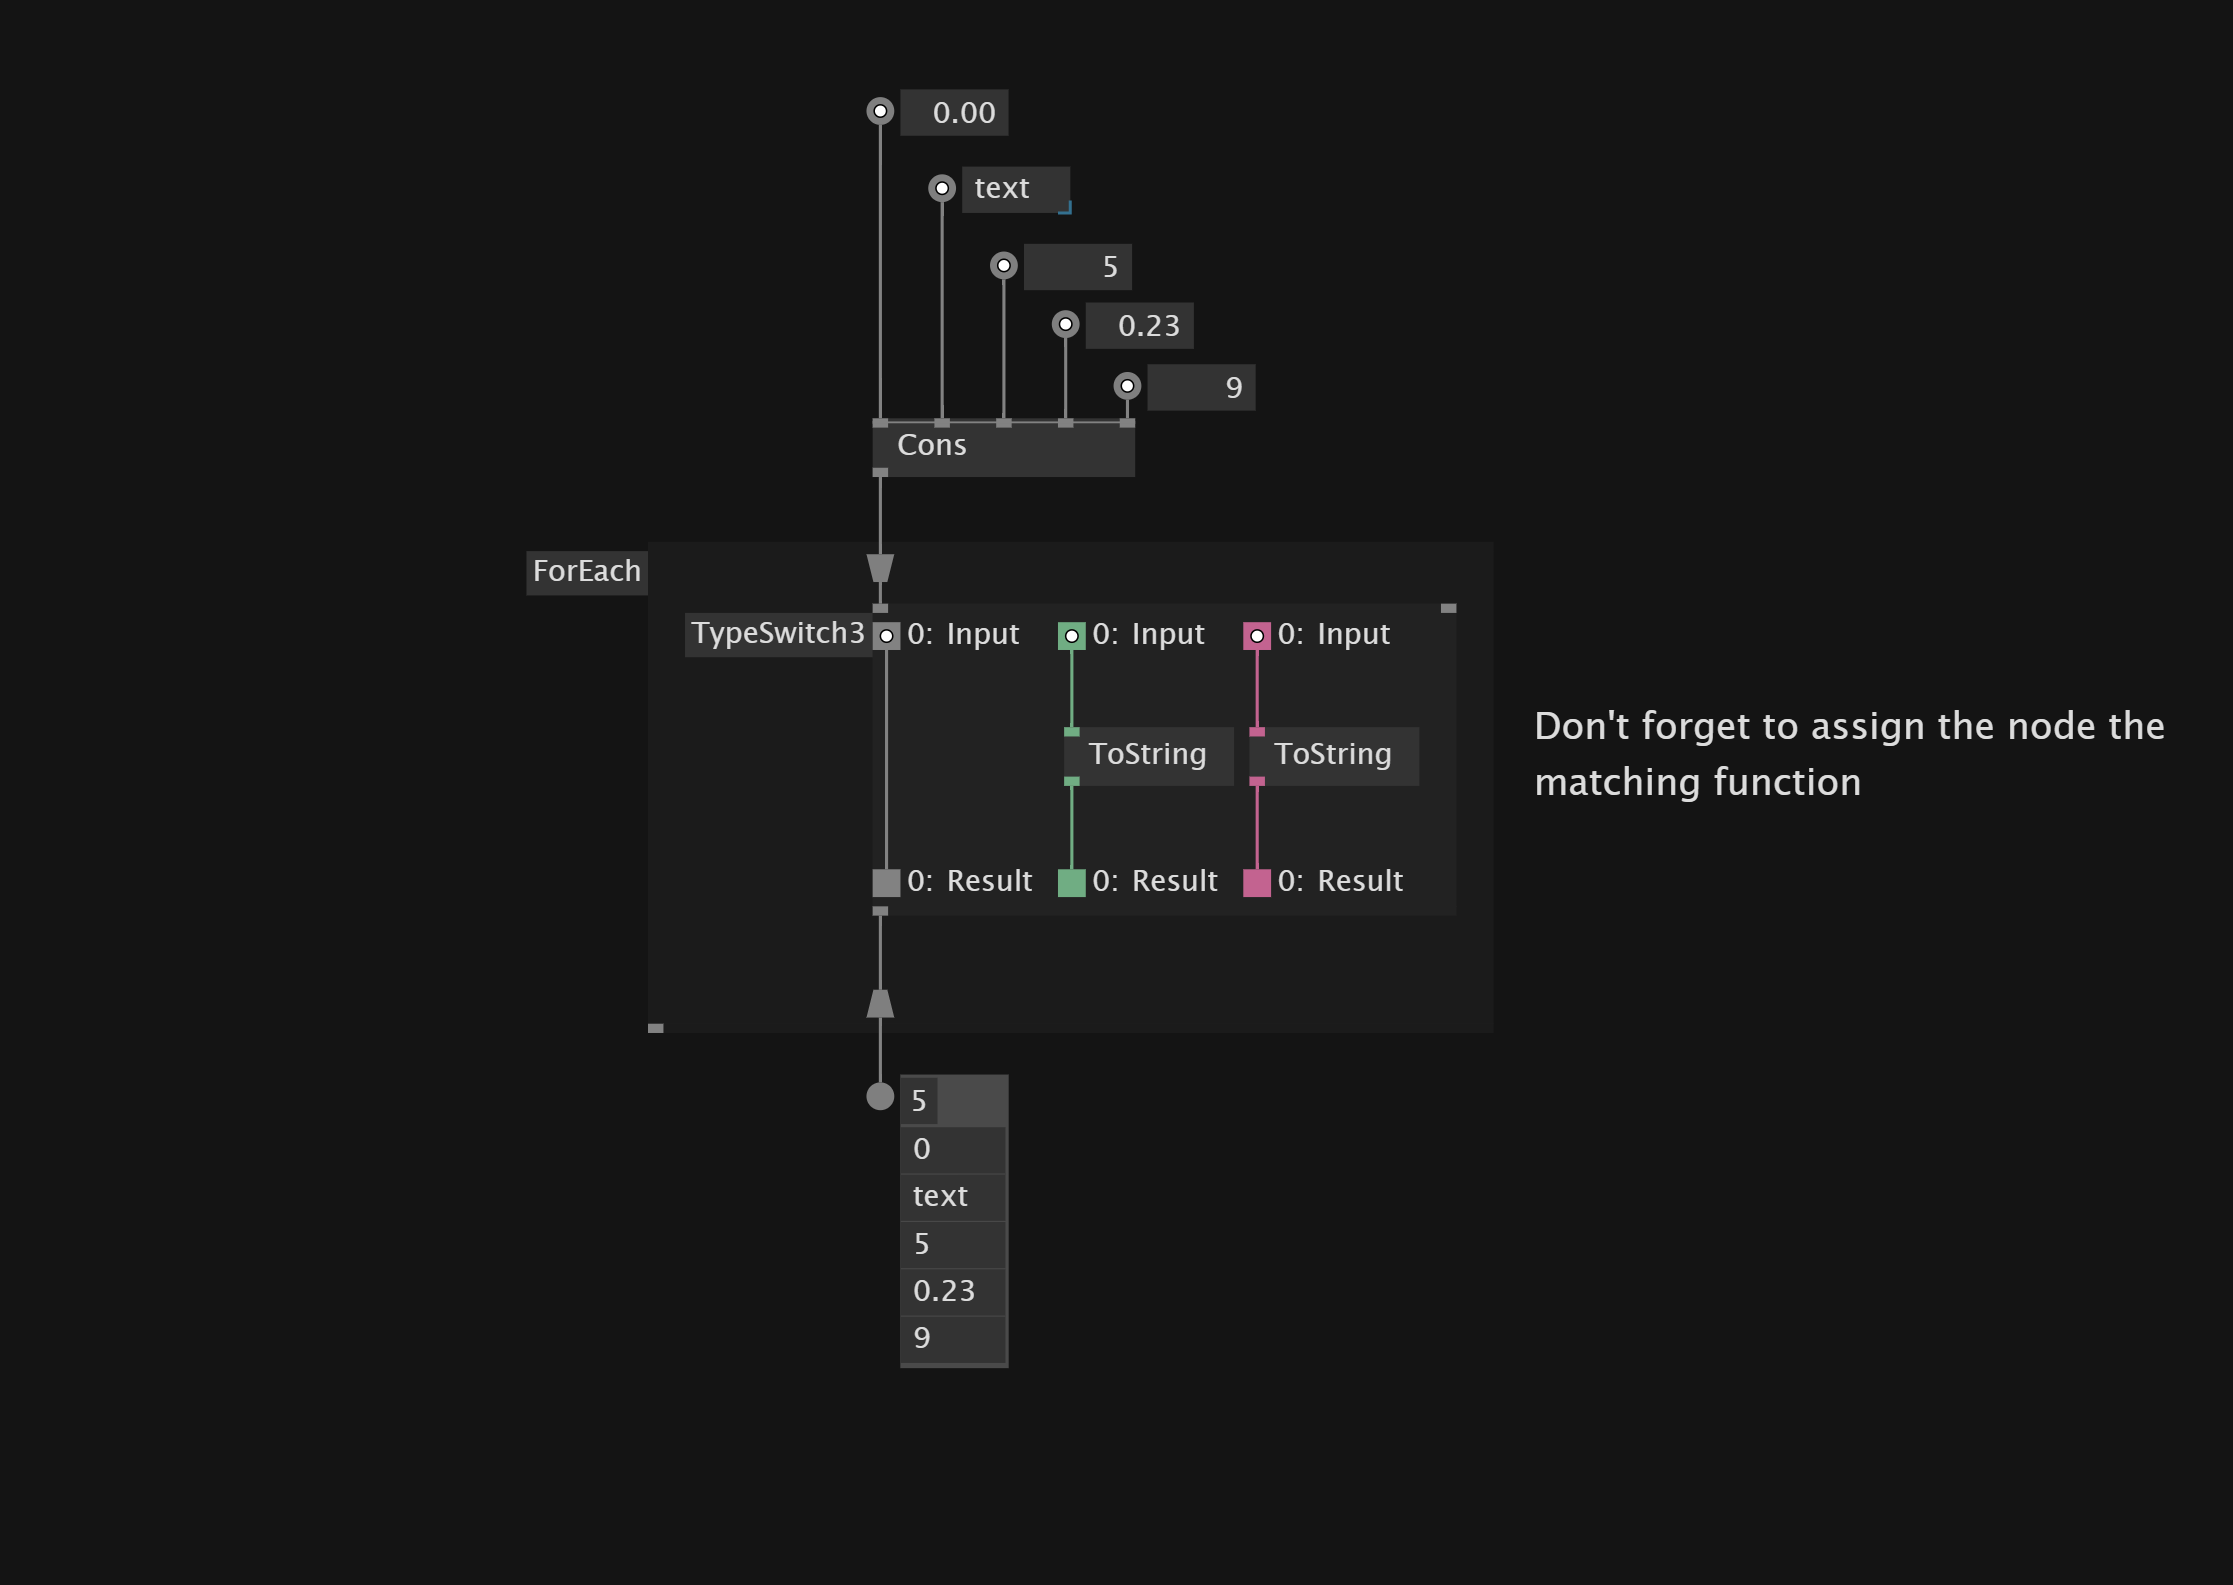 0.00
text
5
0.23
9
Cons
ForEach
TypeSwitch3 0: Input 0: Input 0: Input
ToString ToString
Don't forget to assign the node the
matching function
0: Result 0: Result 0: Result
5
0
text
5
0.23
9